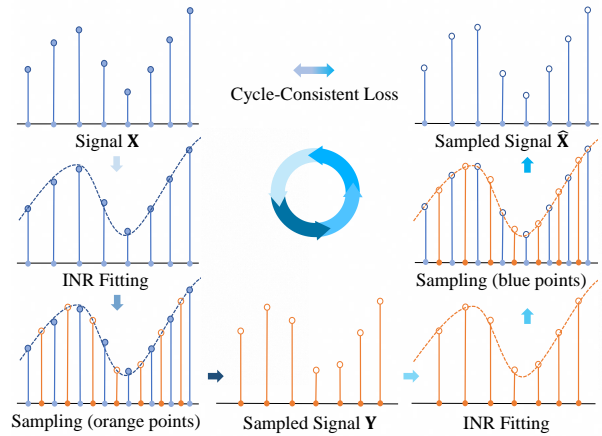 Cycle-Consistent Loss
Signal X
Sampled Signal X̂
INR Fitting
Sampling (blue points)
Sampling (orange points)
Sampled Signal Y
INR Fitting